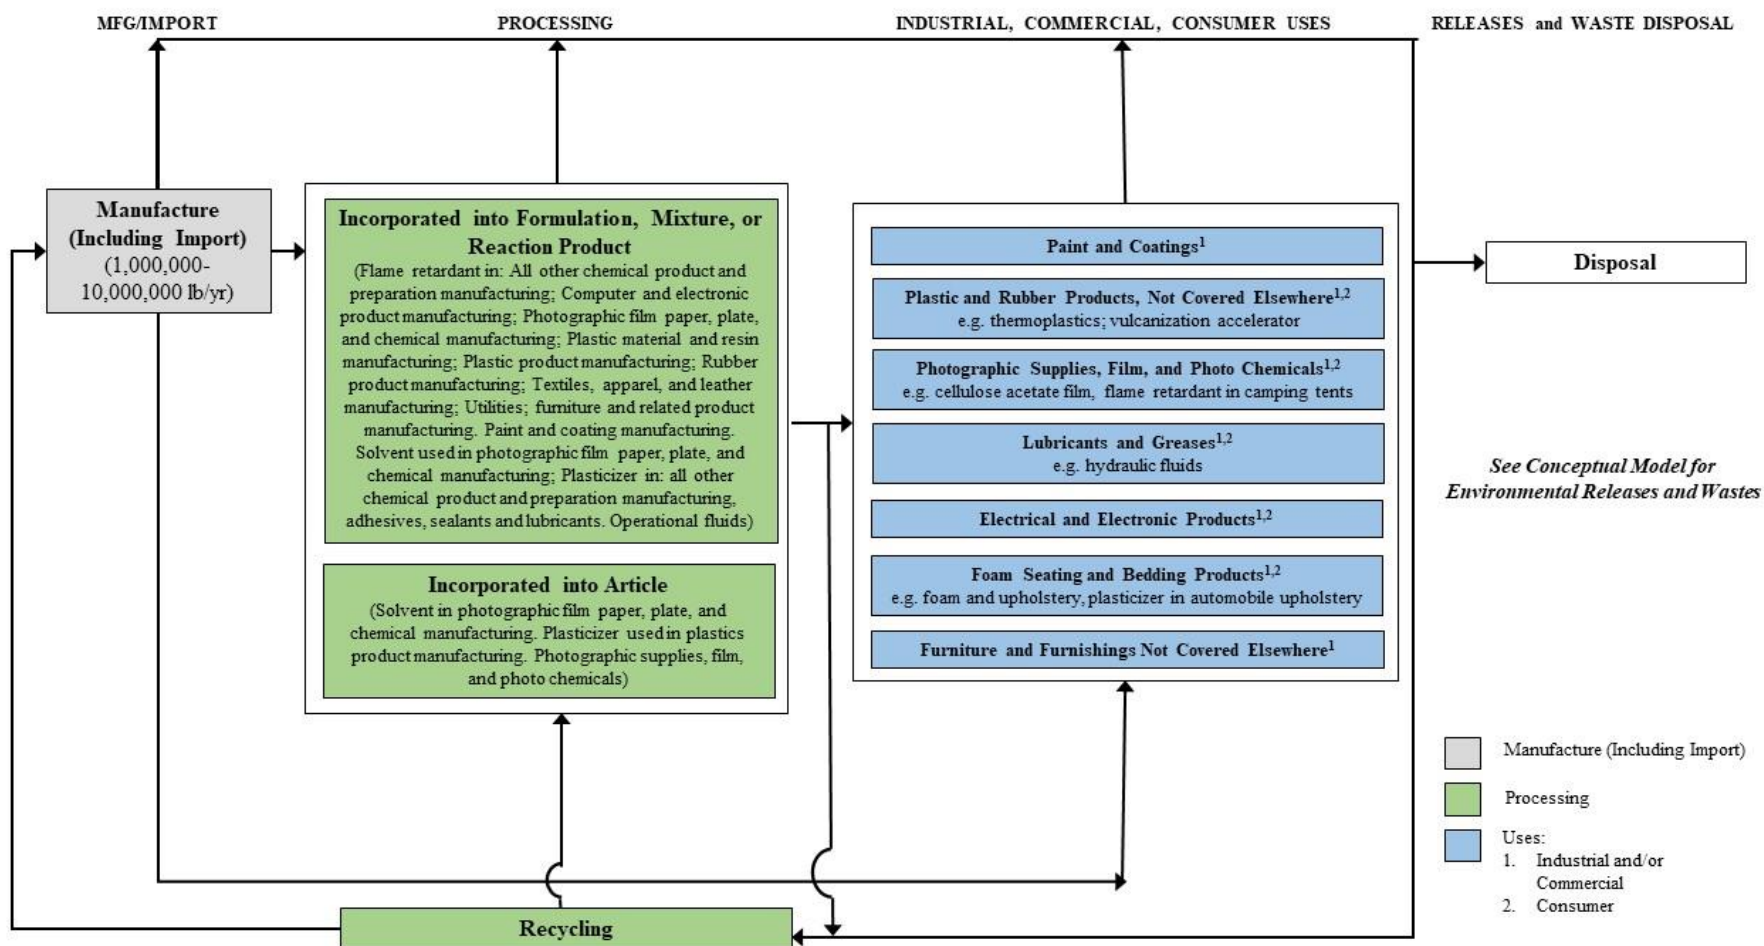 MFG/IMPORT
PROCESSING
INDUSTRIAL, COMMERCIAL, CONSUMER USES
RELEASES and WASTE DISPOSAL
Manufacture
(Including Import)
(1,000,000-
10,000,000 lb/yr)
Incorporated into Formulation, Mixture, or
Reaction Product
(Flame retardant in: All other chemical product and
preparation manufacturing; Computer and electronic
product manufacturing; Photographic film paper, plate,
and chemical manufacturing; Plastic material and resin
manufacturing; Plastic product manufacturing; Rubber
product manufacturing; Textiles, apparel, and leather
manufacturing; Utilities; furniture and related product
manufacturing. Paint and coating manufacturing.
Solvent used in photographic film paper, plate, and
chemical manufacturing; Plasticizer in: all other
chemical product and preparation manufacturing,
adhesives, sealants and lubricants. Operational fluids)
Incorporated into Article
(Solvent in photographic film paper, plate, and
chemical manufacturing. Plasticizer used in plastics
product manufacturing. Photographic supplies, film,
and photo chemicals)
Recycling
Paint and Coatings¹
Plastic and Rubber Products, Not Covered Elsewhere¹,²
e.g. thermoplastics; vulcanization accelerator
Photographic Supplies, Film, and Photo Chemicals¹,²
e.g. cellulose acetate film, flame retardant in camping tents
Lubricants and Greases¹,²
e.g. hydraulic fluids
Electrical and Electronic Products¹,²
Foam Seating and Bedding Products¹,²
e.g. foam and upholstery, plasticizer in automobile upholstery
Furniture and Furnishings Not Covered Elsewhere¹
Disposal
See Conceptual Model for
Environmental Releases and Wastes
Manufacture (Including Import)
Processing
Uses:
1. Industrial and/or
Commercial
2. Consumer